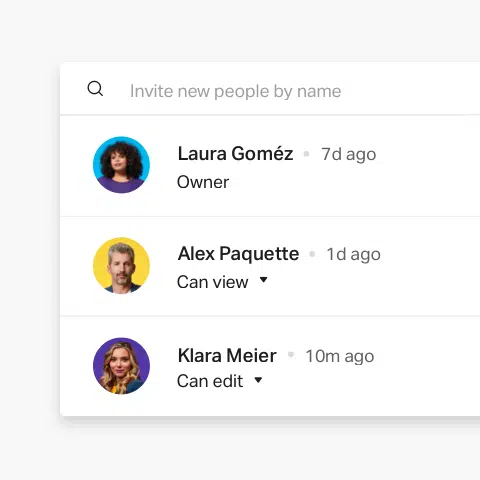 Invite new people by name
Laura Goméz 7d ago
Owner
Alex Paquette 1d ago
Can view
Klara Meier 10m ago
Can edit